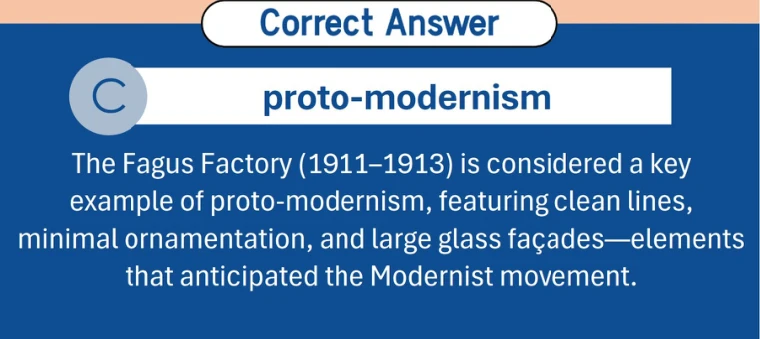 Correct Answer
C
proto-modernism
The Fagus Factory (1911–1913) is considered a key
example of proto-modernism, featuring clean lines,
minimal ornamentation, and large glass façades—elements
that anticipated the Modernist movement.